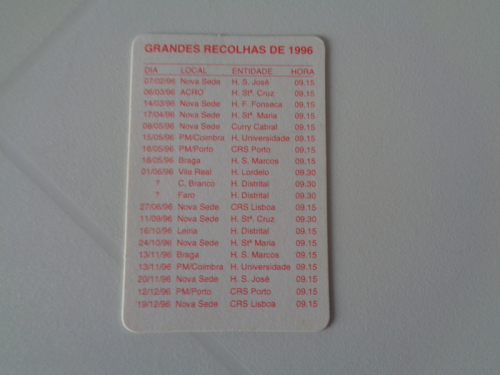 GRANDES RECOLHAS DE 1996
DIA LOCAL ENTIDADE HORA
07/02/96 Nova Sede H. S. José 09.15
06/03/96 ACRO H. Stª. Cruz 09.15
14/03/96 Nova Sede H. F. Fonseca 09.15
17/04/96 Nova Sede H. Stª. Maria 09.15
08/05/96 Nova Sede Curry Cabral 09.15
15/05/96 PM/Coimbra H. Universidade 09.15
16/05/96 PM/Porto CRS Porto 09.15
18/05/96 Braga H. S. Marcos 09.15
01/06/96 Vila Real H. Lordelo 09.30
? C. Branco H. Distrital 09.30
? Faro H. Distrital 09.30
27/06/96 Nova Sede CRS Lisboa 09.15
11/09/96 Nova Sede H. Stª. Cruz 09.30
16/10/96 Leiria H. Distrital 09.15
24/10/96 Nova Sede H. Stª Maria 09.15
13/11/96 Braga H. S. Marcos 09.15
13/11/96 PM/Coimbra H. Universidade 09.15
20/11/96 Nova Sede H. S. José 09.15
12/12/96 PM/Porto CRS Porto 09.15
19/12/96 Nova Sede CRS Lisboa 09.15